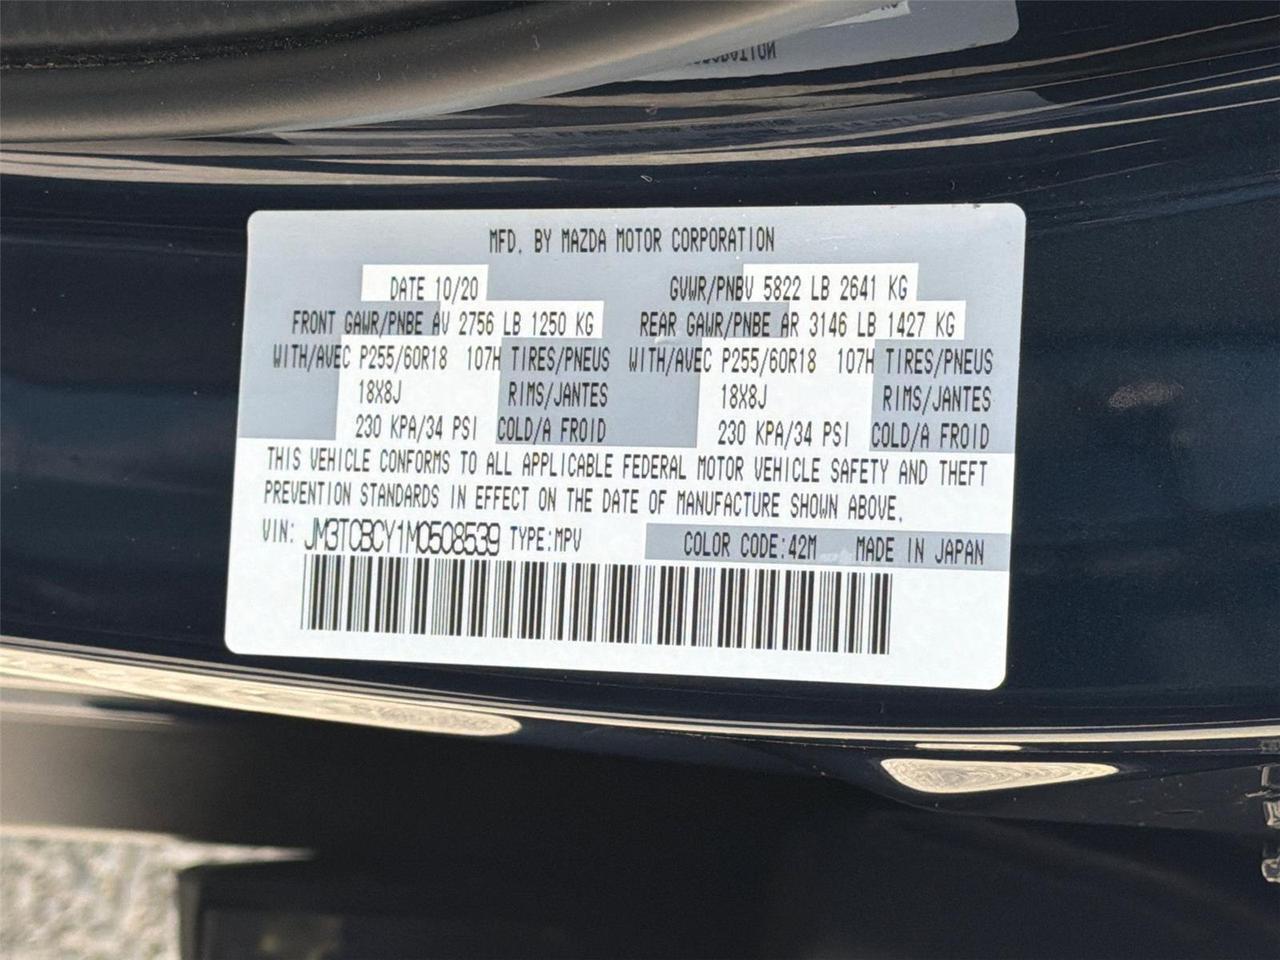 MFD. BY MAZDA MOTOR CORPORATION
DATE 10/20 GVWR/PNBV 5822 LB 2641 KG
FRONT GAWR/PNBE AV 2756 LB 1250 KG REAR GAWR/PNBE AR 3146 LB 1427 KG
WITH/AVEC P255/60R18 107H TIRES/PNEUS WITH/AVEC P255/60R18 107H TIRES/PNEUS
18X8J RIMS/JANTES 18X8J RIMS/JANTES
230 KPA/34 PSI COLD/A FROID 230 KPA/34 PSI COLD/A FROID
THIS VEHICLE CONFORMS TO ALL APPLICABLE FEDERAL MOTOR VEHICLE SAFETY AND THEFT
PREVENTION STANDARDS IN EFFECT ON THE DATE OF MANUFACTURE SHOWN ABOVE.
VIN: JM3TCBCY1M0508539 TYPE:MPV COLOR CODE:42M MADE IN JAPAN